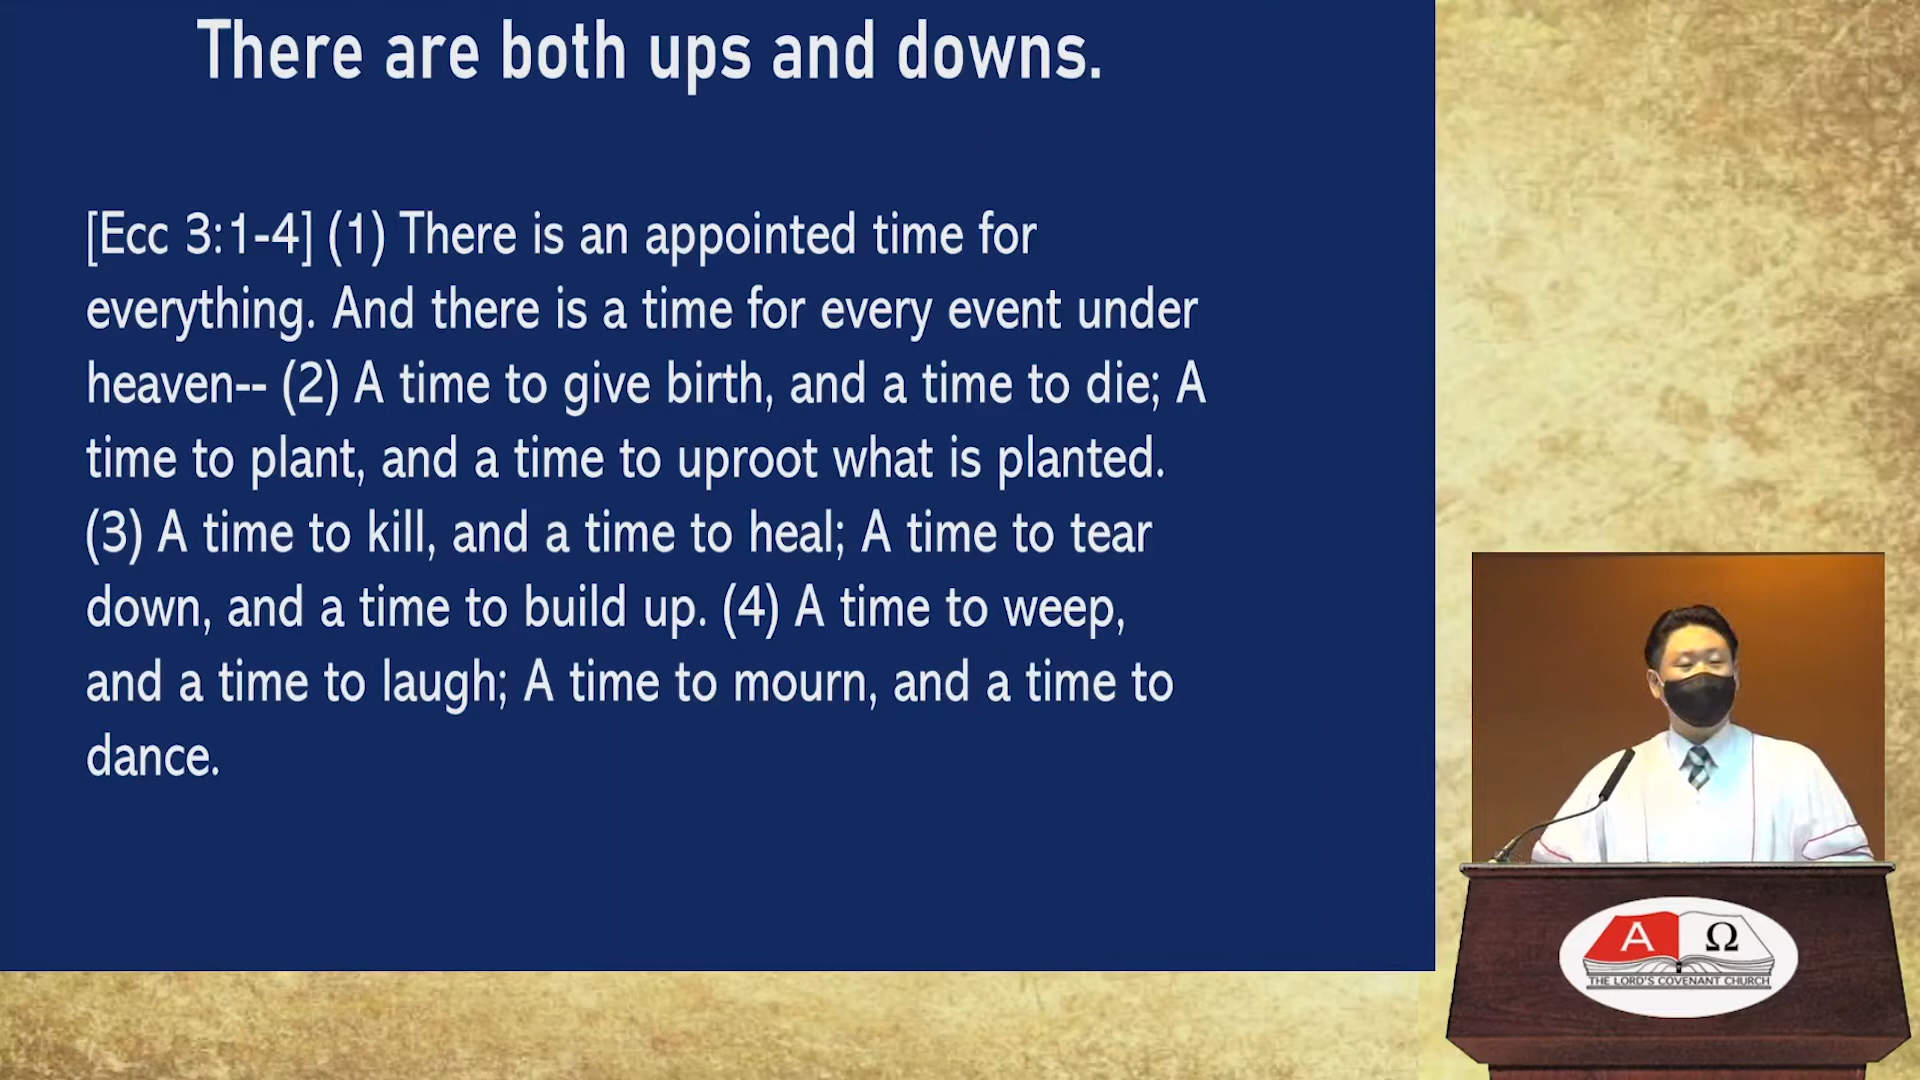 There are both ups and downs.
[Ecc 3:1-4] (1) There is an appointed time for
everything. And there is a time for every event under
heaven-- (2) A time to give birth, and a time to die; A
time to plant, and a time to uproot what is planted.
(3) A time to kill, and a time to heal; A time to tear
down, and a time to build up. (4) A time to weep,
and a time to laugh; A time to mourn, and a time to
dance.
Α Ω
THE LORD'S COVENANT CHURCH